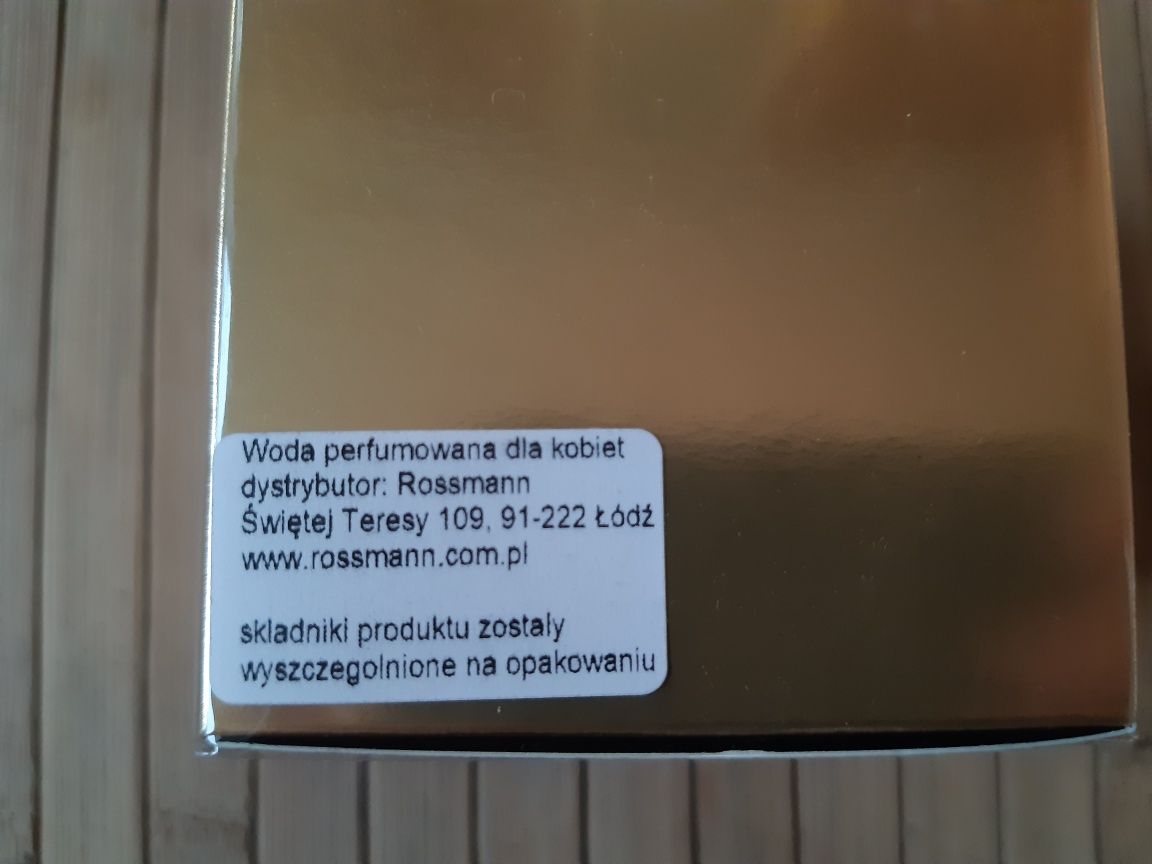 Woda perfumowana dla kobiet
dystrybutor: Rossmann
Świętej Teresy 109, 91-222 Łódź
www.rossmann.com.pl
skladniki produktu zostaly
wyszczegolnione na opakowaniu